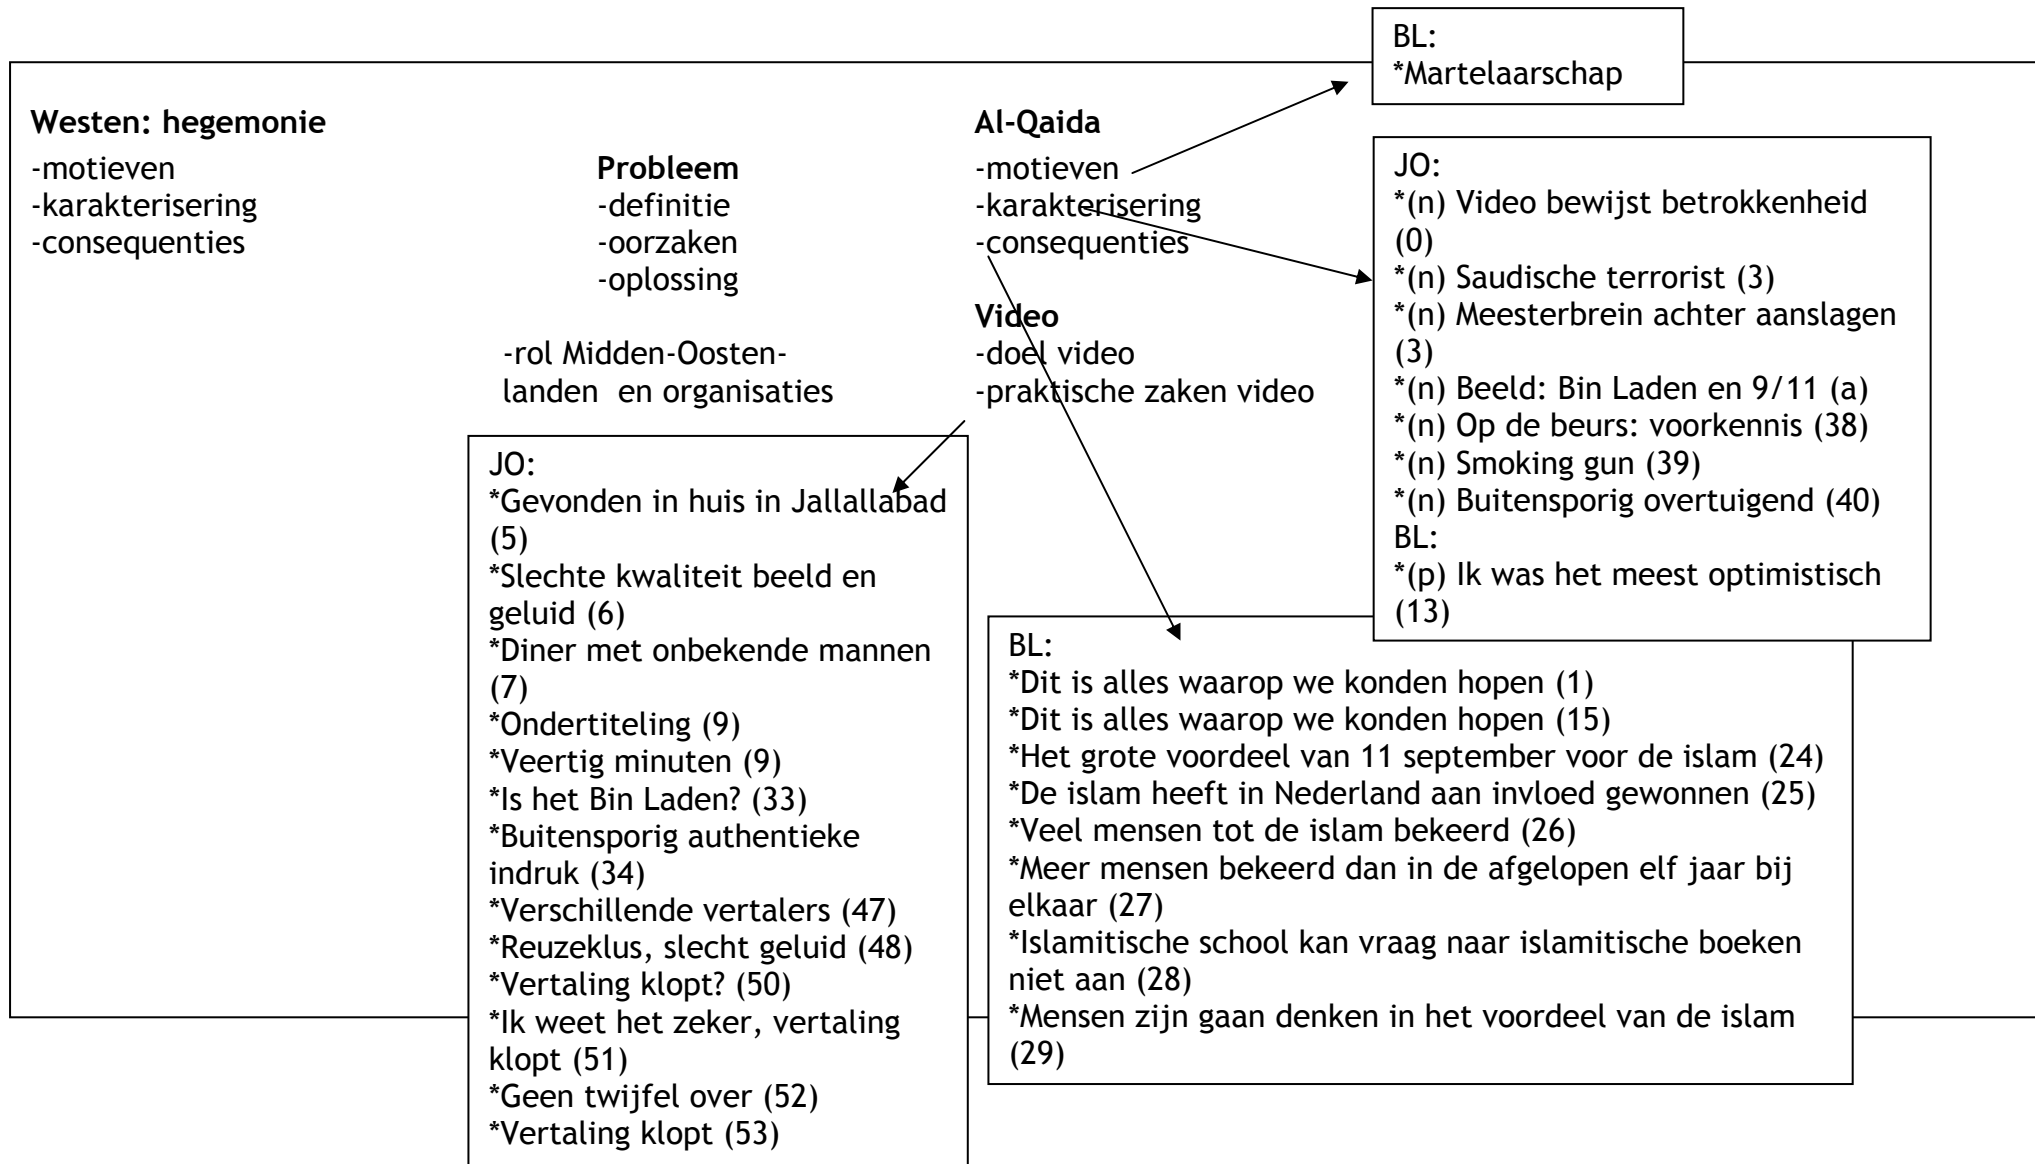 BL:
*Martelaarschap
Westen: hegemonie
-motieven
-karakterisering
-consequenties
Probleem
-definitie
-oorzaken
-oplossing
-rol Midden-Oosten-
landen en organisaties
Al-Qaida
-motieven
-karakterisering
-consequenties
Video
-doel video
-praktische zaken video
JO:
*(n) Video bewijst betrokkenheid
(0)
*(n) Saudische terrorist (3)
*(n) Meesterbrein achter aanslagen
(3)
*(n) Beeld: Bin Laden en 9/11 (a)
*(n) Op de beurs: voorkennis (38)
*(n) Smoking gun (39)
*(n) Buitensporig overtuigend (40)
BL:
*(p) Ik was het meest optimistisch
(13)
JO:
*Gevonden in huis in Jallallabad
(5)
*Slechte kwaliteit beeld en
geluid (6)
*Diner met onbekende mannen
(7)
*Ondertiteling (9)
*Veertig minuten (9)
*Is het Bin Laden? (33)
*Buitensporig authentieke
indruk (34)
*Verschillende vertalers (47)
*Reuzeklus, slecht geluid (48)
*Vertaling klopt? (50)
*Ik weet het zeker, vertaling
klopt (51)
*Geen twijfel over (52)
*Vertaling klopt (53)
BL:
*Dit is alles waarop we konden hopen (1)
*Dit is alles waarop we konden hopen (15)
*Het grote voordeel van 11 september voor de islam (24)
*De islam heeft in Nederland aan invloed gewonnen (25)
*Veel mensen tot de islam bekeerd (26)
*Meer mensen bekeerd dan in de afgelopen elf jaar bij
elkaar (27)
*Islamitische school kan vraag naar islamitische boeken
niet aan (28)
*Mensen zijn gaan denken in het voordeel van de islam
(29)